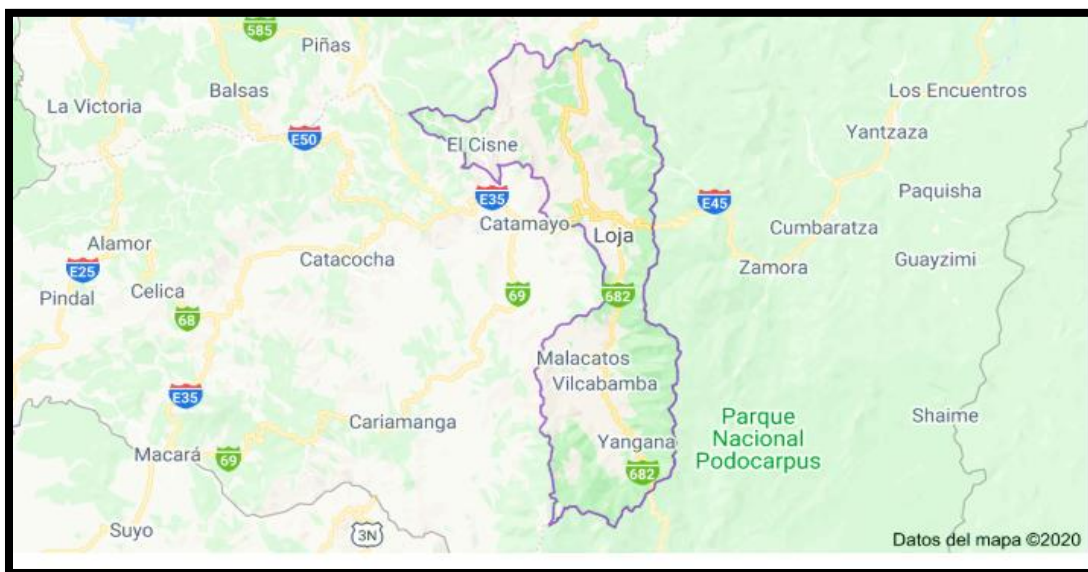 585
Piñas
La Victoria
Balsas
Los Encuentros
E50
Yantzaza
El Cisne
E35
E45
Paquisha
Catamayo
Loja
Cumbaratza
Alamor
Catacocha
Zamora
Guayzimi
E25
Pindal
Celica
69
682
68
Malacatos
Vilcabamba
E35
Cariamanga
Parque
Nacional
Podocarpus
Shaime
Macará
69
Yangana
682
Suyo
3N
Datos del mapa ©2020